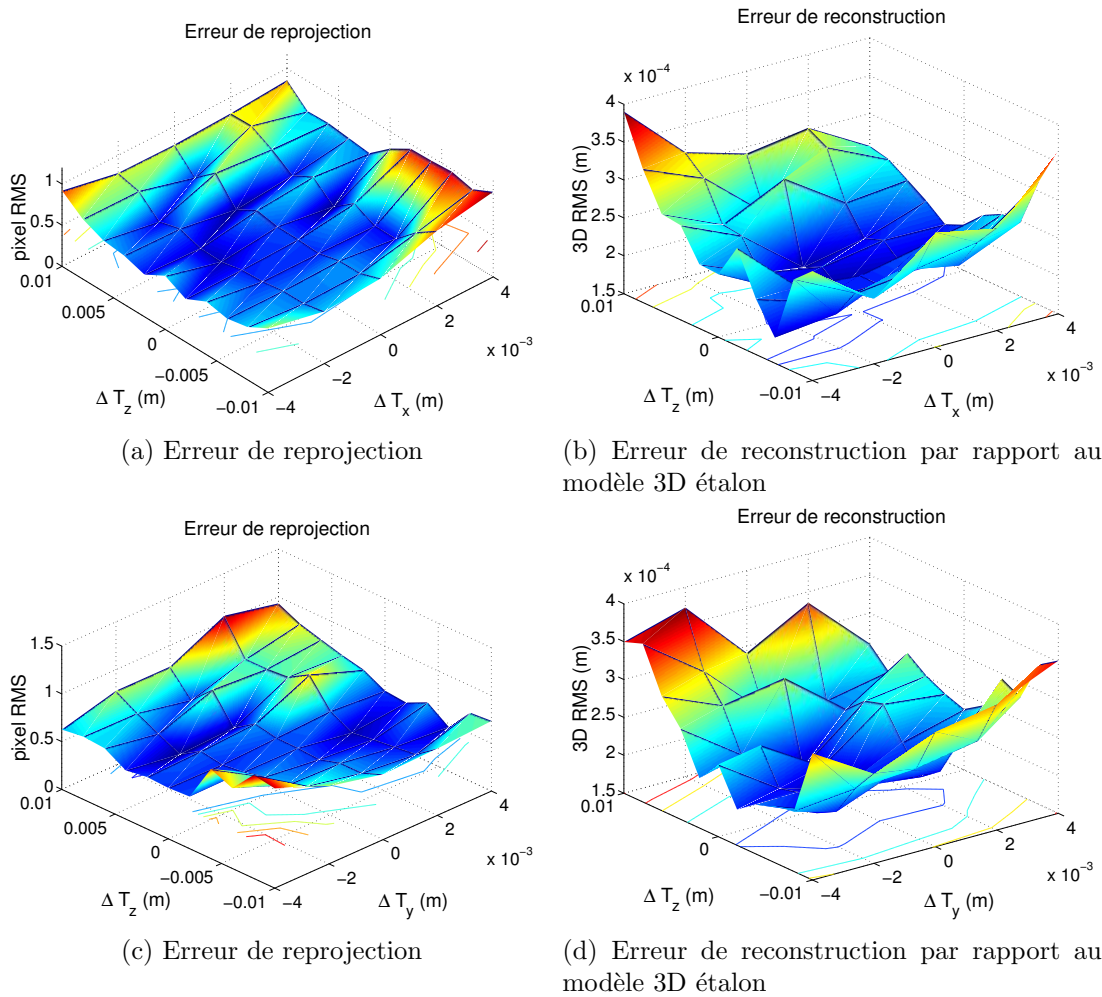 Erreur de reprojection
pixel RMS
1
0.5
0
0.01
0.005
0
−0.005
−0.01
Δ T_z (m)
−4
−2
0
2
4
x 10^−3
Δ T_x (m)
(a) Erreur de reprojection
Erreur de reconstruction
x 10^−4
3D RMS (m)
4
3.5
3
2.5
2
1.5
0.01
0
−0.01
Δ T_z (m)
−4
−2
0
2
4
x 10^−3
Δ T_x (m)
(b) Erreur de reconstruction par rapport au
modèle 3D étalon
Erreur de reprojection
pixel RMS
1.5
1
0.5
0
0.01
0.005
0
−0.005
−0.01
Δ T_z (m)
−4
−2
0
2
4
x 10^−3
Δ T_y (m)
(c) Erreur de reprojection
Erreur de reconstruction
x 10^−4
3D RMS (m)
4
3.5
3
2.5
2
1.5
0.01
0
−0.01
Δ T_z (m)
−4
−2
0
2
4
x 10^−3
Δ T_y (m)
(d) Erreur de reconstruction par rapport au
modèle 3D étalon